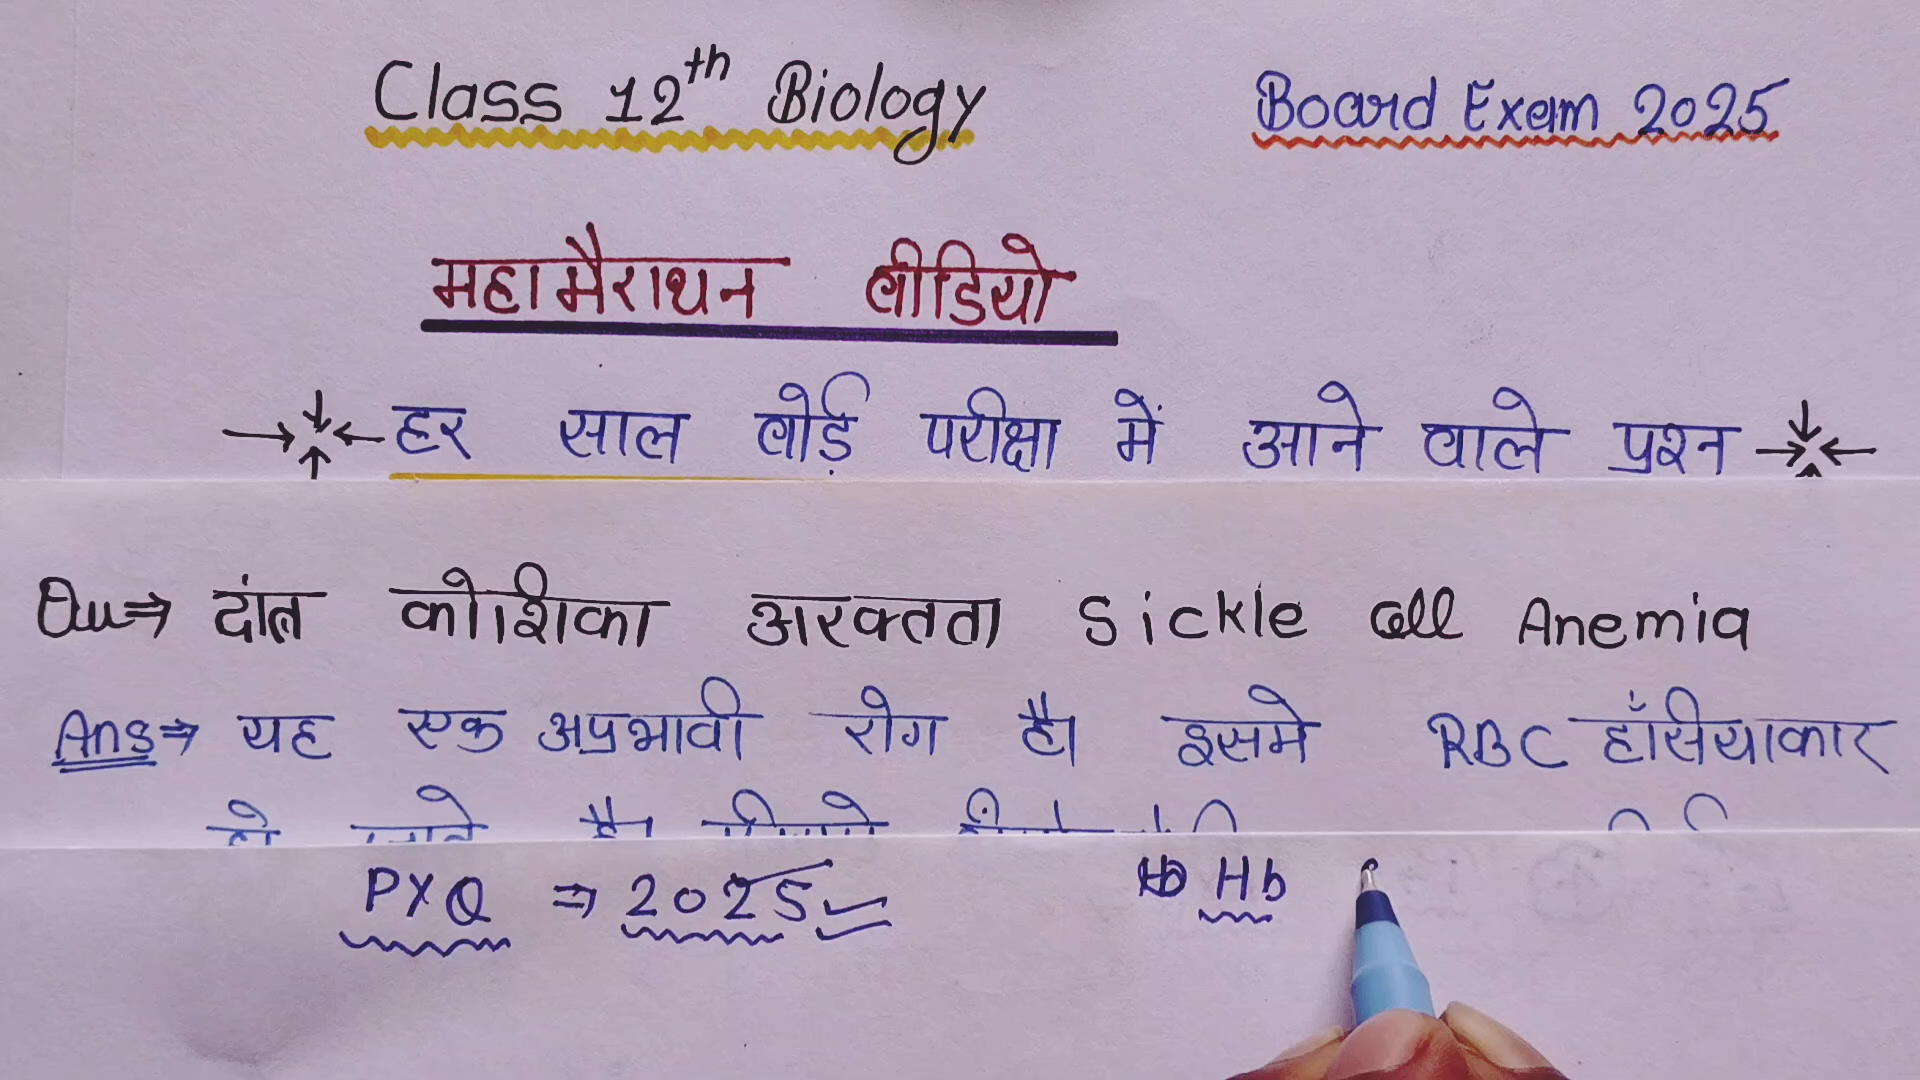 Class 12th Biology
Board Exam 2025
महामैराथन वीडियो
हर साल वोर्ड परीक्षा में आने वाले प्रश्न
Qu⇒ दांत्र कोशिका अरक्तता Sickle Cell Anemia
Ans⇒ यह एक अप्रभावी रोग है। इसमे RBC हाँसियाकार
PYQ ⇒ 2025
Hb Hb